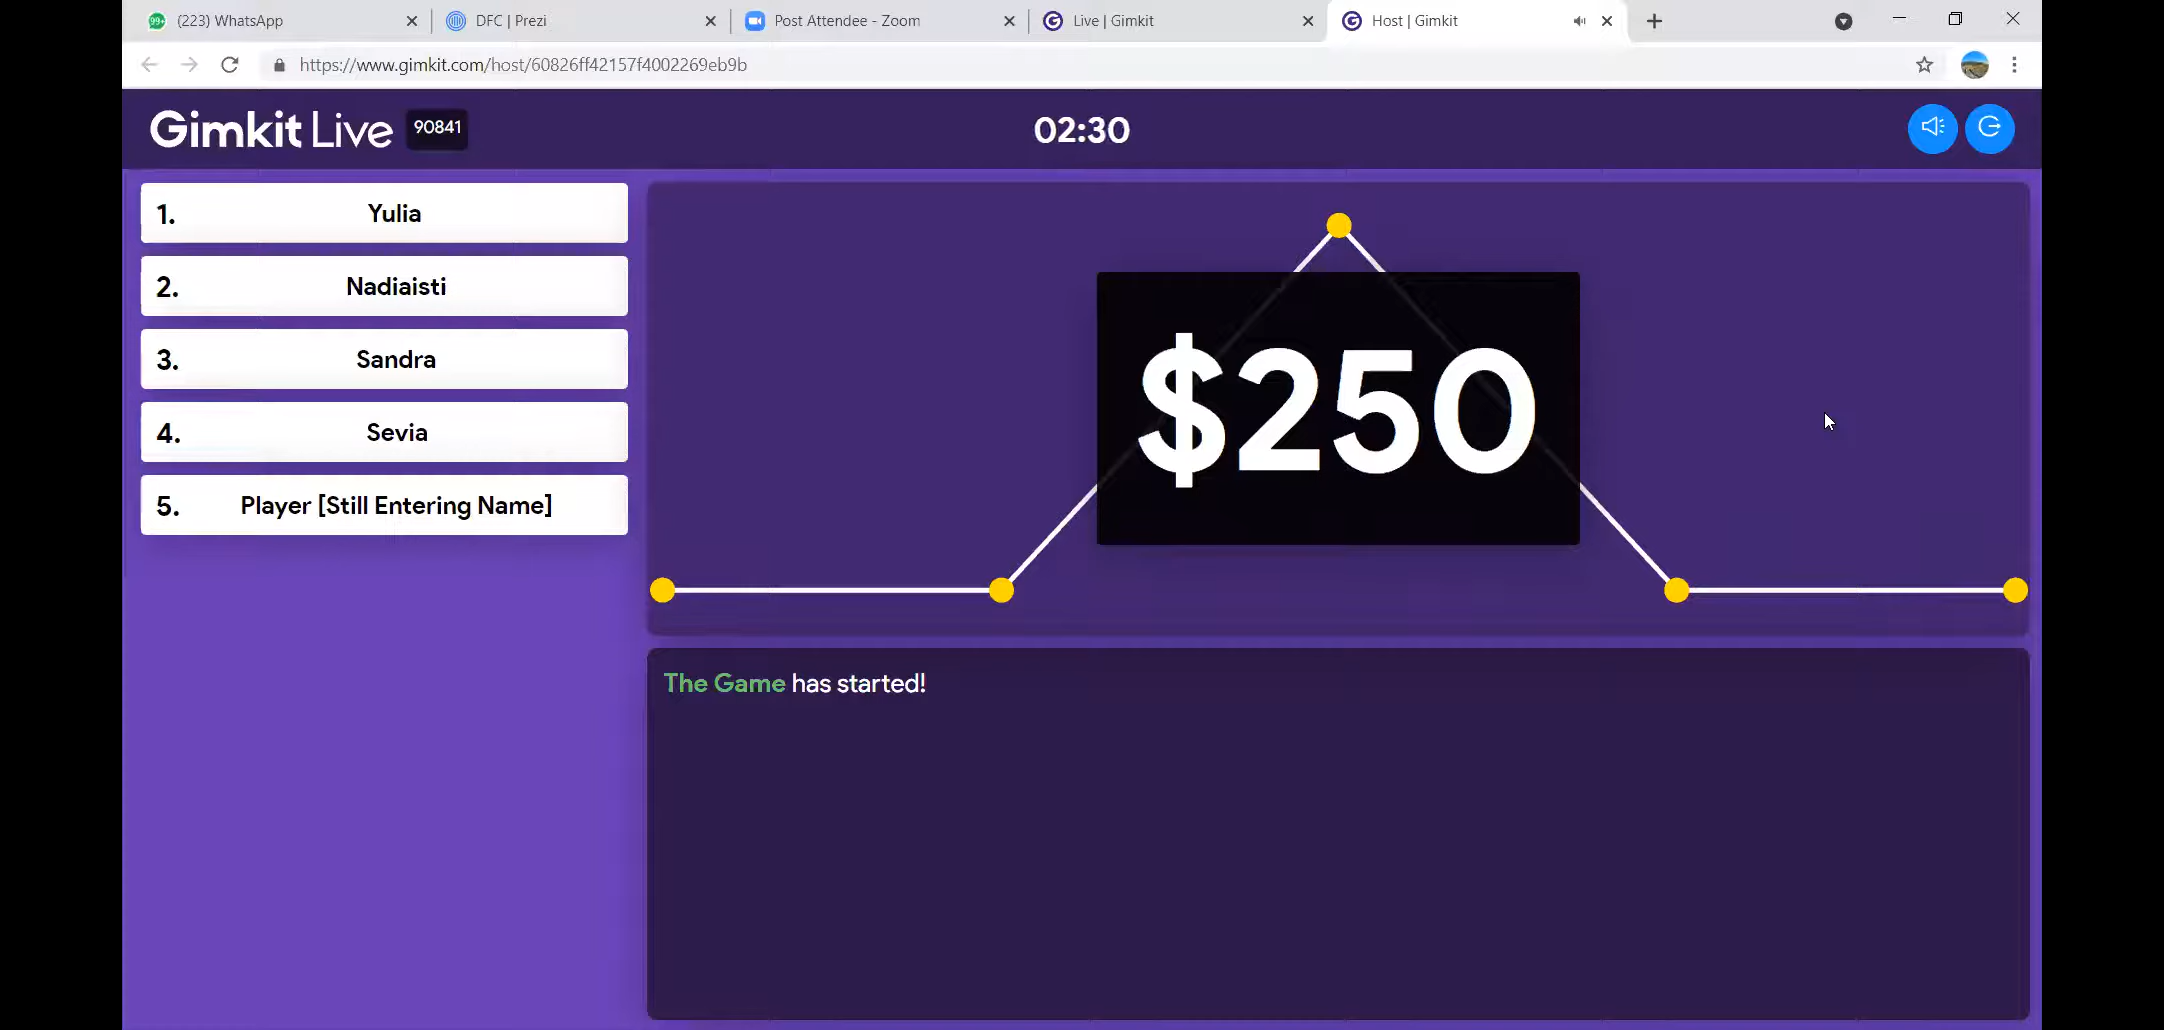 (223) WhatsApp
DFC | Prezi
Post Attendee - Zoom
Live | Gimkit
Host | Gimkit
https://www.gimkit.com/host/60826ff42157f4002269eb9b
Gimkit Live 90841
02:30
1. Yulia
2. Nadiaisti
3. Sandra
4. Sevia
5. Player [Still Entering Name]
$250
The Game has started!